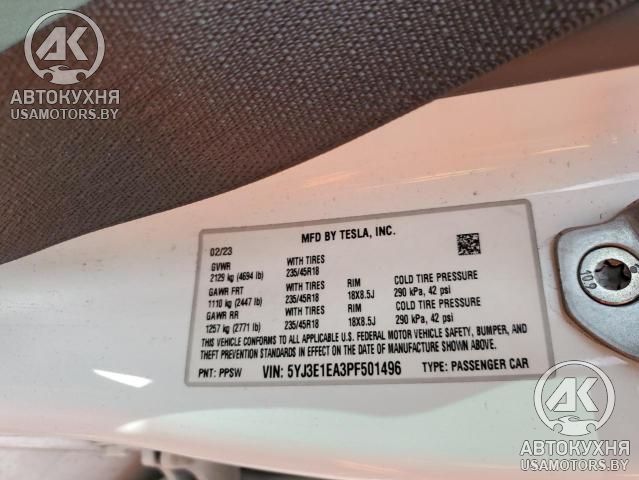 АК
АВТОКУХНЯ
USAMOTORS.BY
MFD BY TESLA, INC.
02/23
GVWR WITH TIRES
2129 kg (4694 lb) 235/45R18
GAWR FRT WITH TIRES RIM COLD TIRE PRESSURE
1110 kg (2447 lb) 235/45R18 18X8.5J 290 kPa, 42 psi
GAWR RR WITH TIRES RIM COLD TIRE PRESSURE
1257 kg (2771 lb) 235/45R18 18X8.5J 290 kPa, 42 psi
THIS VEHICLE CONFORMS TO ALL APPLICABLE U.S. FEDERAL MOTOR VEHICLE SAFETY, BUMPER, AND
THEFT PREVENTION STANDARDS IN EFFECT ON THE DATE OF MANUFACTURE SHOWN ABOVE.
PNT: PPSW VIN: 5YJ3E1EA3PF501496 TYPE: PASSENGER CAR
10.9
АК
АВТОКУХНЯ
USAMOTORS.BY